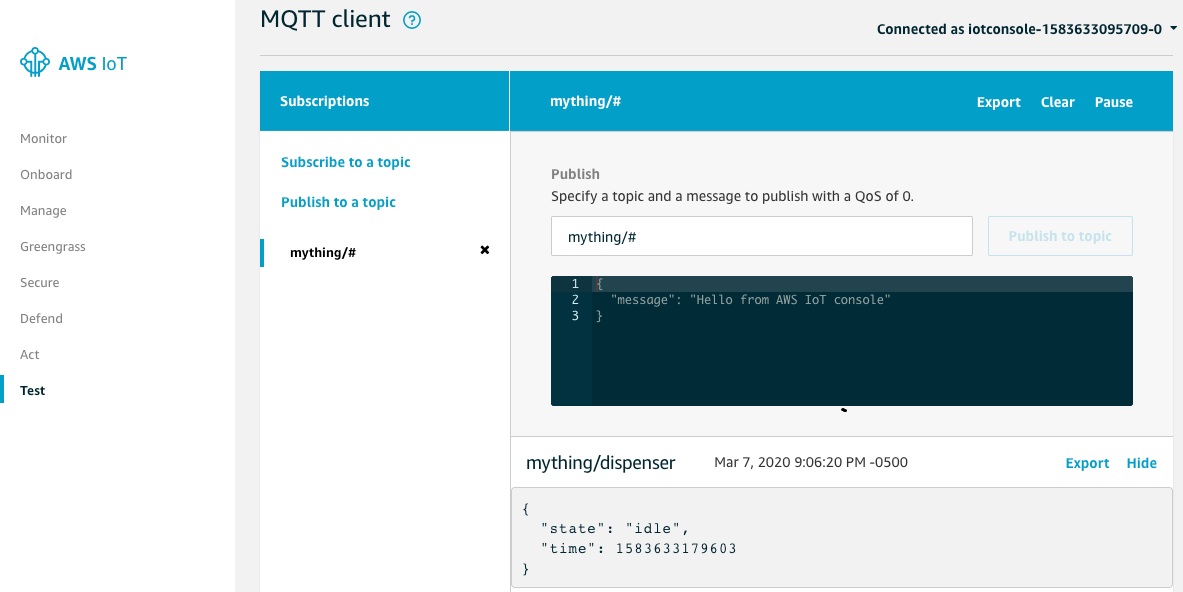 MQTT client ?
Connected as iotconsole-1583633095709-0
AWS IoT
Monitor
Onboard
Manage
Greengrass
Secure
Defend
Act
Test
Subscriptions
Subscribe to a topic
Publish to a topic
mything/#
mything/#
Export Clear Pause
Publish
Specify a topic and a message to publish with a QoS of 0.
mything/#
Publish to topic
1 {
2 "message": "Hello from AWS IoT console"
3 }
mything/dispenser Mar 7, 2020 9:06:20 PM -0500 Export Hide
{
"state": "idle",
"time": 1583633179603
}